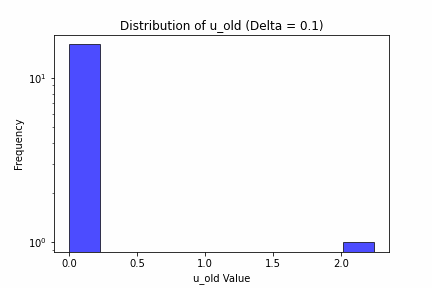 Distribution of u_old (Delta = 0.1)
10¹
10⁰
Frequency
0.0 0.5 1.0 1.5 2.0
u_old Value